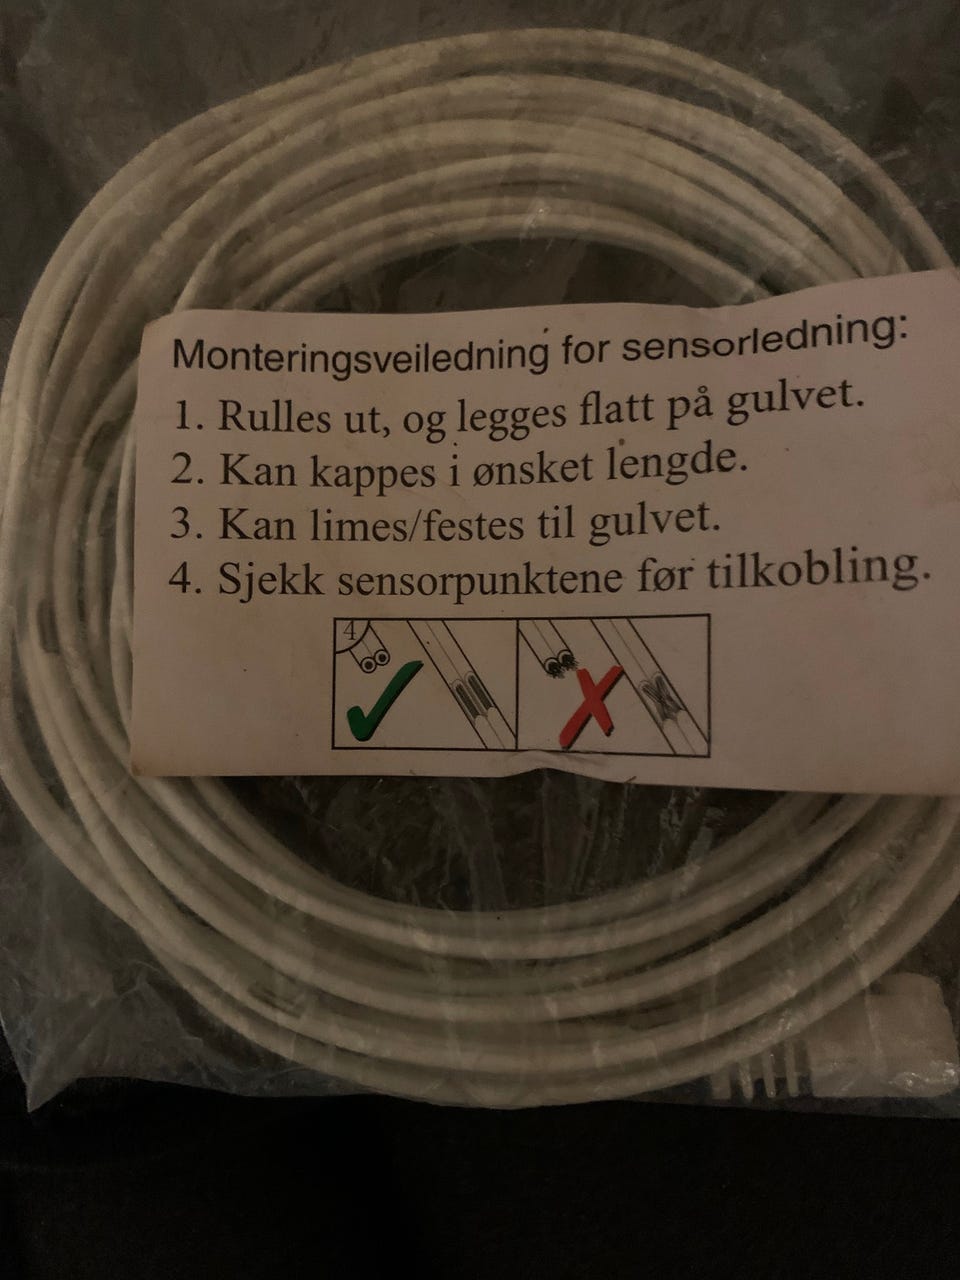 Monteringsveiledning for sensorledning:
1. Rulles ut, og legges flatt på gulvet.
2. Kan kappes i ønsket lengde.
3. Kan limes/festes til gulvet.
4. Sjekk sensorpunktene før tilkobling.
4